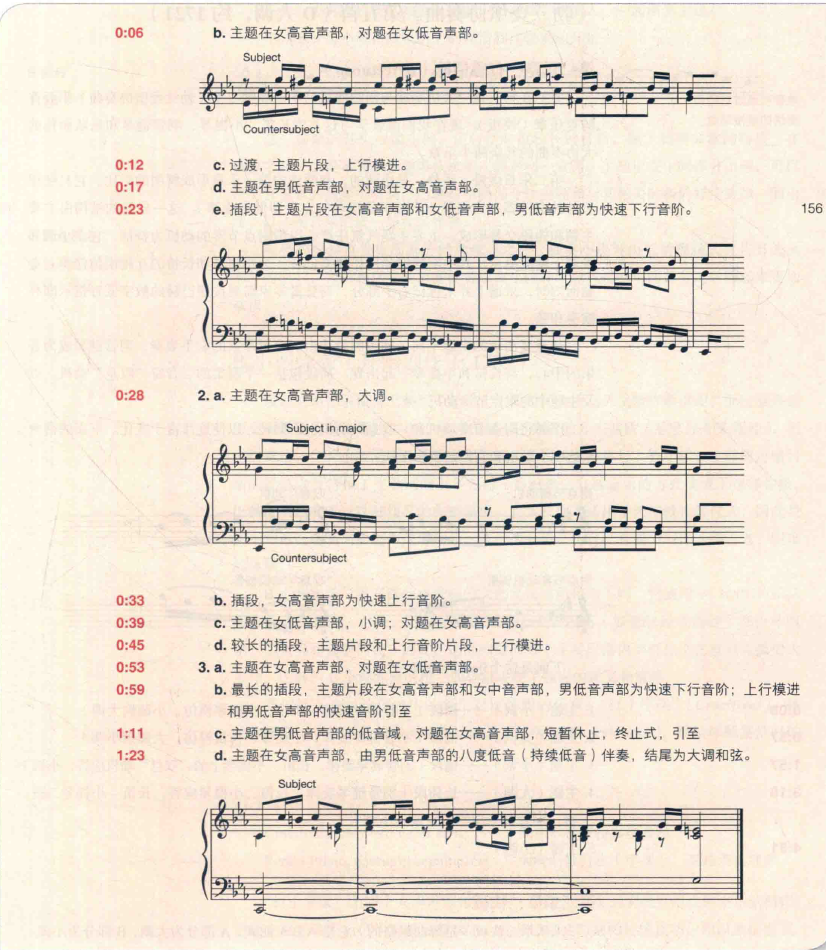 0:06 b. 主题在女高音声部，对题在女低音声部。
Subject
Countersubject
0:12 c. 过渡，主题片段，上行模进。
0:17 d. 主题在男低音声部，对题在女高音声部。
0:23 e. 插段，主题片段在女高音声部和女低音声部，男低音声部为快速下行音阶。 156
0:28 2. a. 主题在女高音声部，大调。
Subject in major
Countersubject
0:33 b. 插段，女高音声部为快速上行音阶。
0:39 c. 主题在女低音声部，小调；对题在女高音声部。
0:45 d. 较长的插段，主题片段和上行音阶片段，上行模进。
0:53 3. a. 主题在女高音声部，对题在女低音声部。
0:59 b. 最长的插段，主题片段在女高音声部和女中音声部，男低音声部为快速下行音阶；上行模进
和男低音声部的快速音阶引至
1:11 c. 主题在男低音声部的低音域，对题在女高音声部，短暂休止，终止式，引至
1:23 d. 主题在女高音声部，由男低音声部的八度低音（持续低音）伴奏，结尾为大调和弦。
Subject